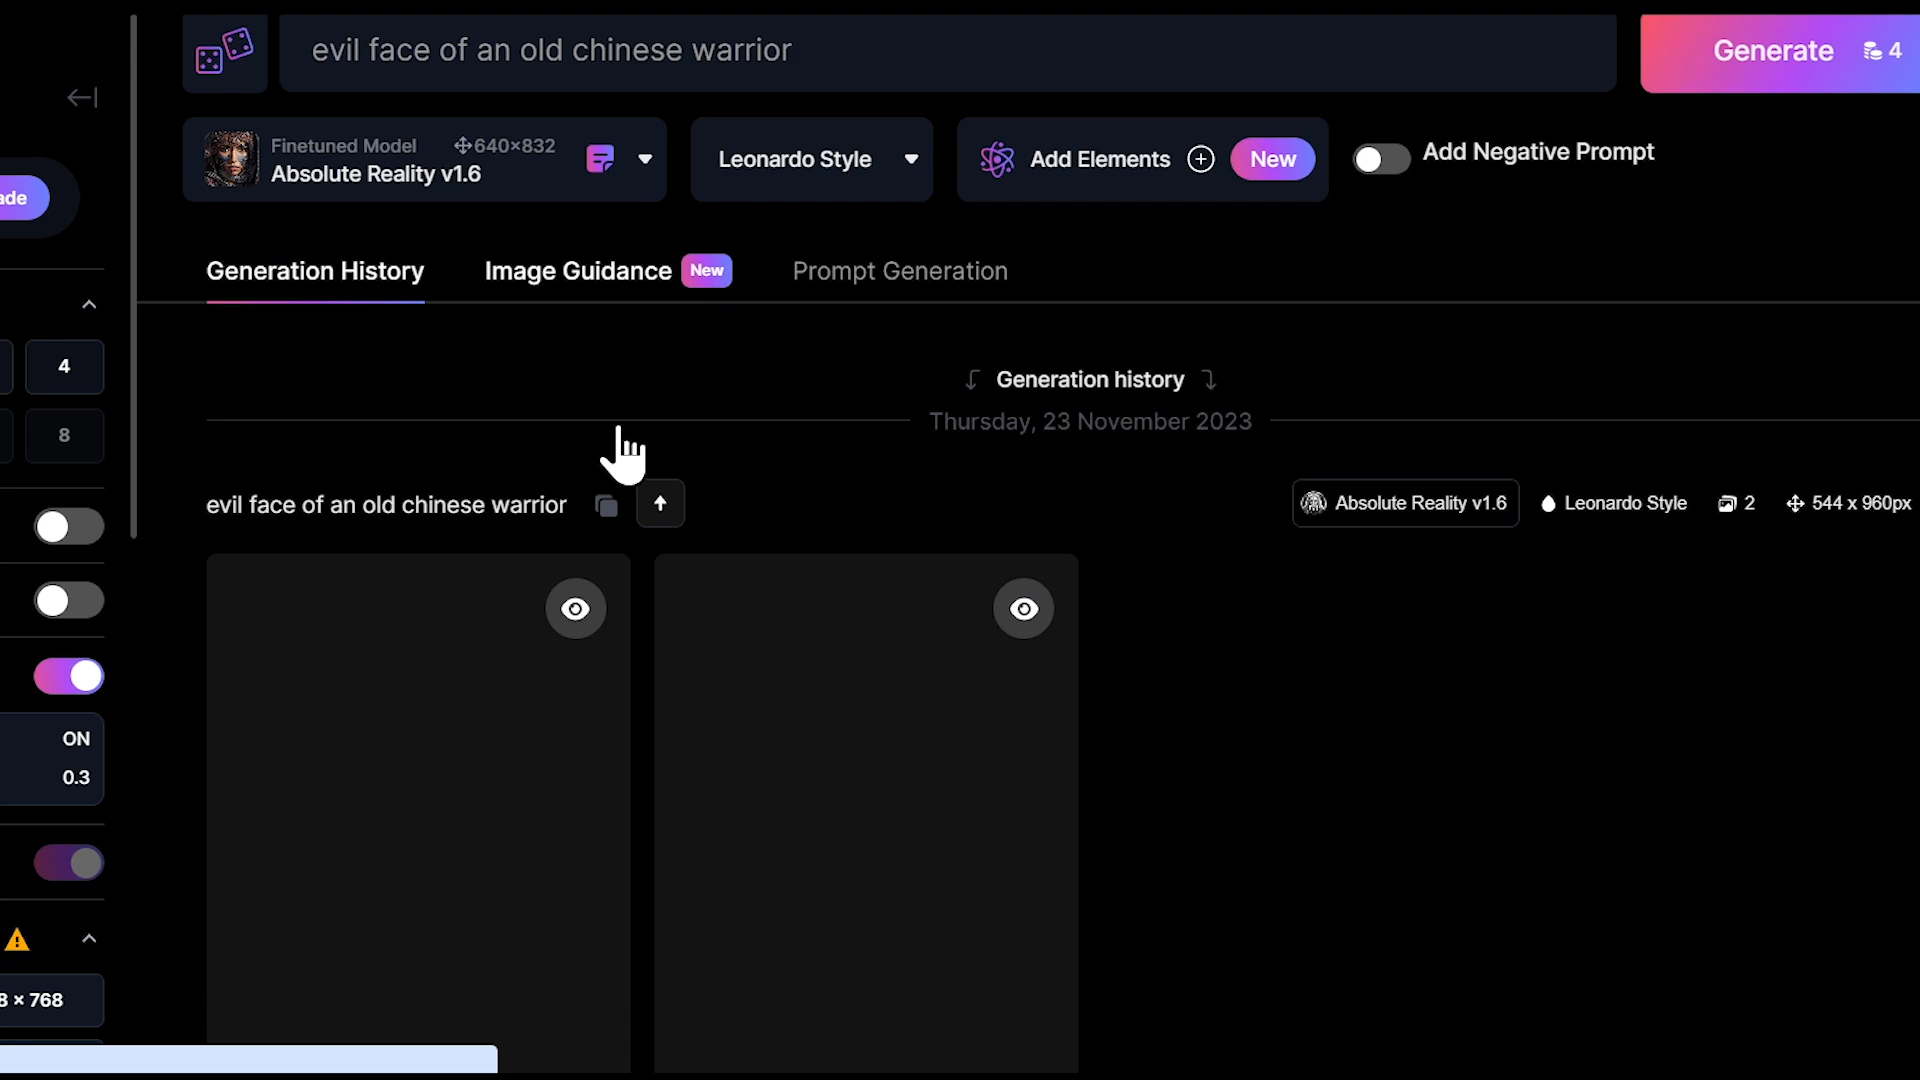 evil face of an old chinese warrior
Generate 4
Finetuned Model 640×832
Absolute Reality v1.6
Leonardo Style
Add Elements
New
Add Negative Prompt
ade
Generation History
Image Guidance New
Prompt Generation
4
8
Generation history
Thursday, 23 November 2023
evil face of an old chinese warrior
Absolute Reality v1.6
Leonardo Style
2
544 x 960px
ON
0.3
8 × 768